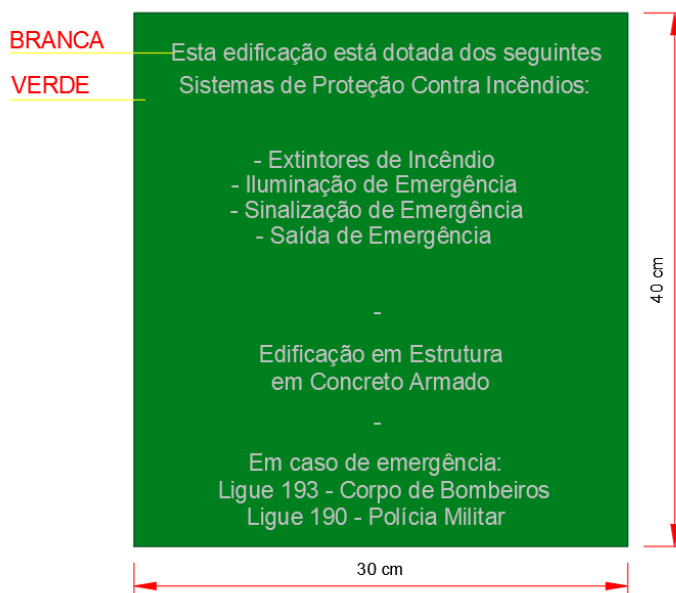 BRANCA
VERDE
Esta edificação está dotada dos seguintes
Sistemas de Proteção Contra Incêndios:
- Extintores de Incêndio
- Iluminação de Emergência
- Sinalização de Emergência
- Saída de Emergência
-
Edificação em Estrutura
em Concreto Armado
-
Em caso de emergência:
Ligue 193 - Corpo de Bombeiros
Ligue 190 - Polícia Militar
40 cm
30 cm